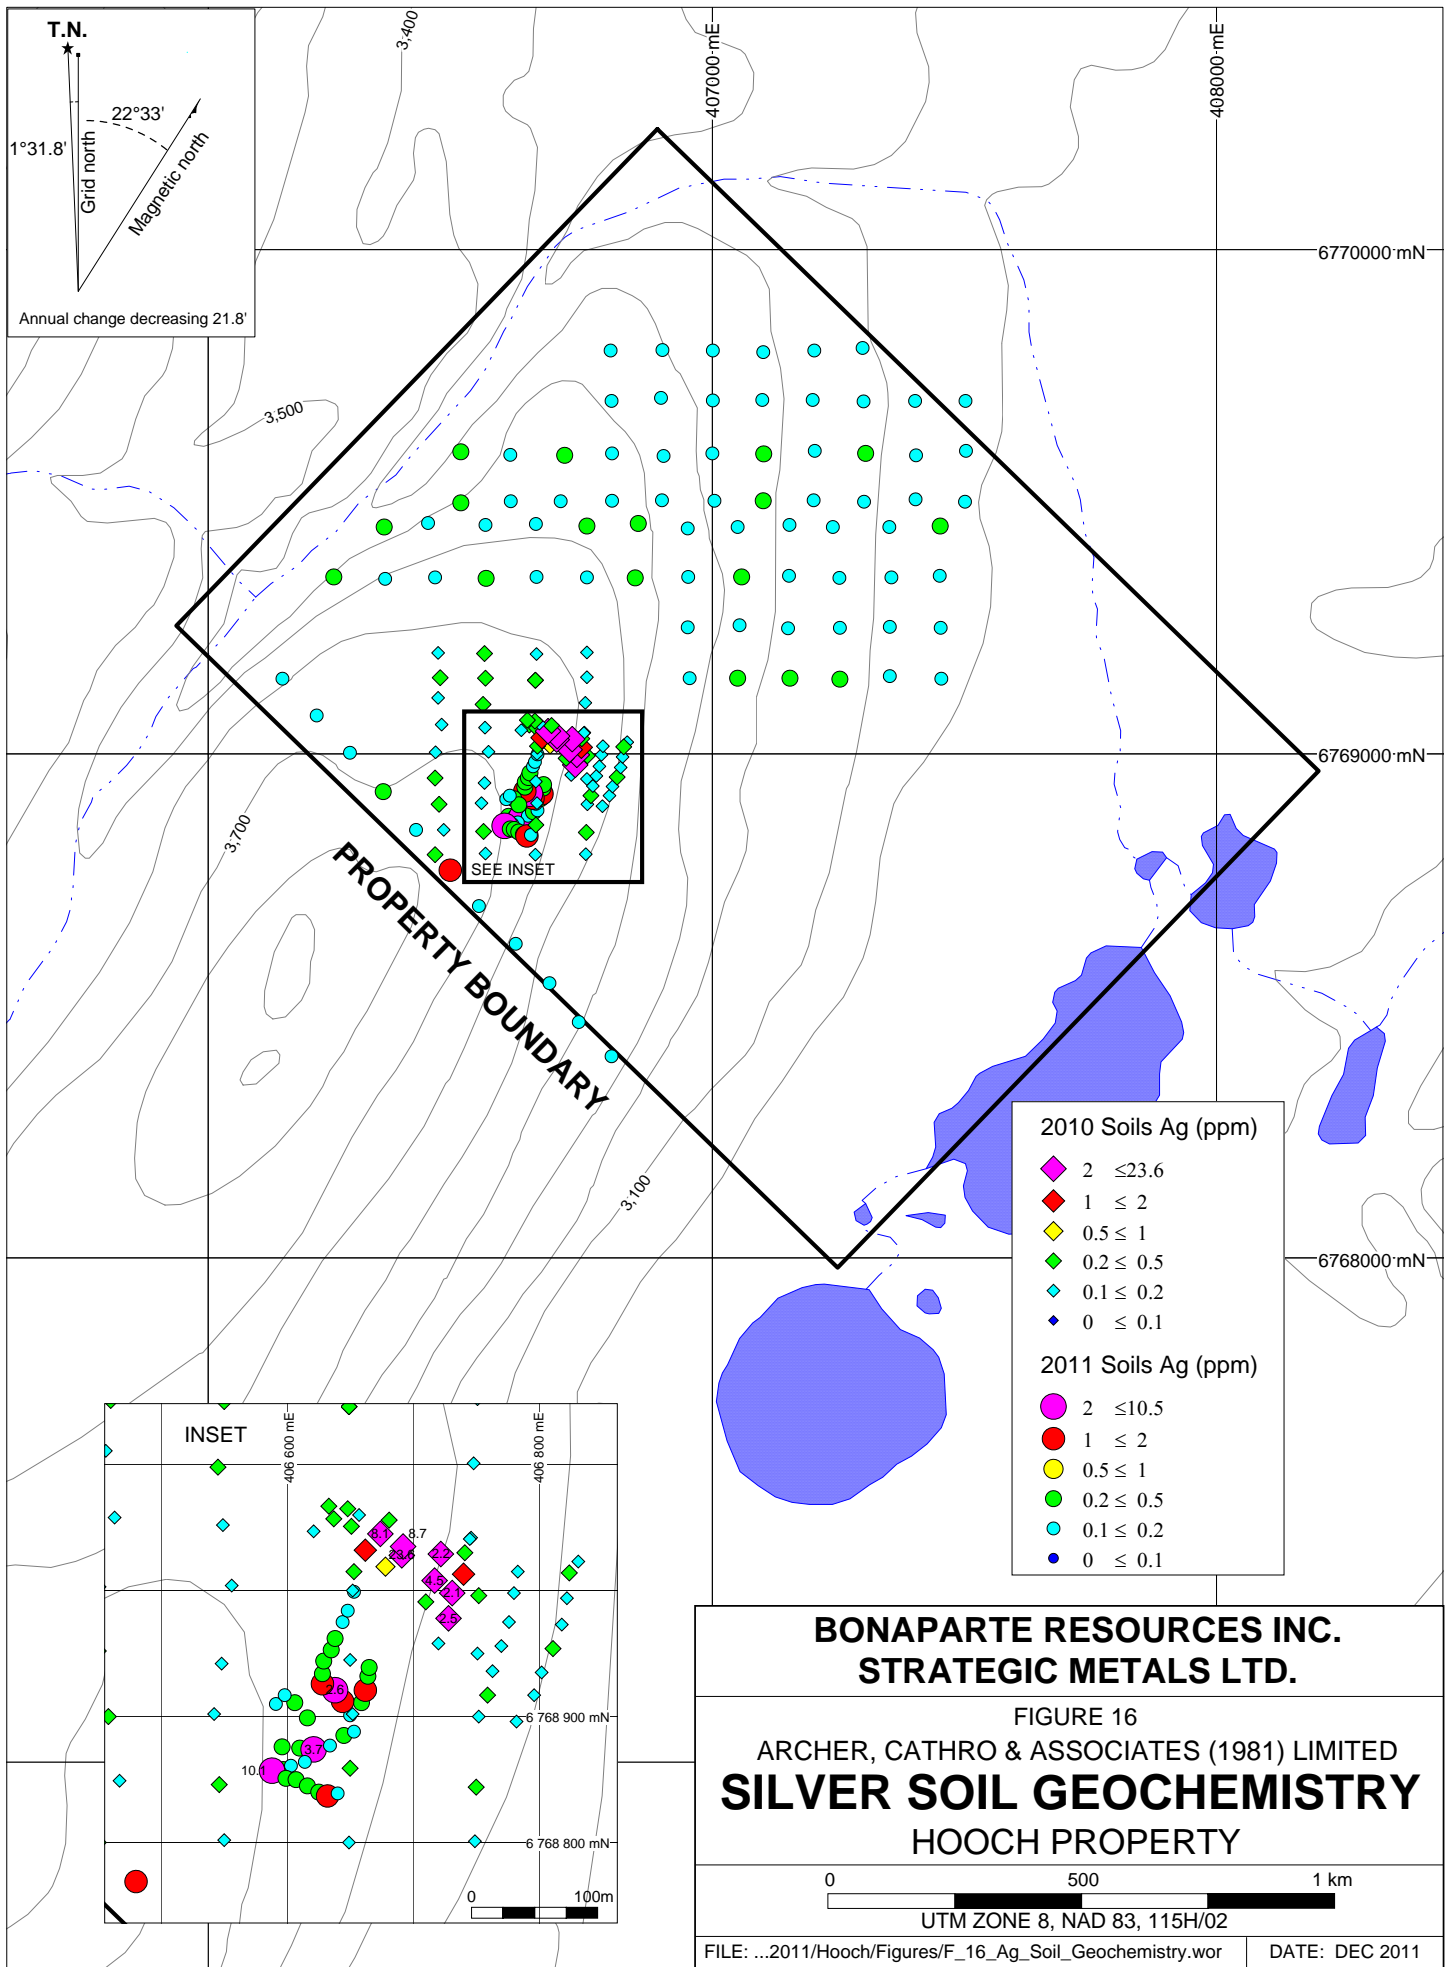 T.N.
22°33'
1°31.8'
Grid north
Magnetic north
Annual change decreasing 21.8'
3,400
407000 mE
408000 mE
6770000 mN
3,500
6769000 mN
3,700
SEE INSET
PROPERTY BOUNDARY
3,100
6768000 mN
2010 Soils Ag (ppm)
2 ≤23.6
1 ≤ 2
0.5 ≤ 1
0.2 ≤ 0.5
0.1 ≤ 0.2
0 ≤ 0.1
2011 Soils Ag (ppm)
2 ≤10.5
1 ≤ 2
0.5 ≤ 1
0.2 ≤ 0.5
0.1 ≤ 0.2
0 ≤ 0.1
INSET
406 600 mE
406 800 mE
8.1
8.7
23.6
2.2
4.5
2.1
2.5
2.6
6 768 900 mN
3.7
10.1
6 768 800 mN
0 100m
BONAPARTE RESOURCES INC.
STRATEGIC METALS LTD.
FIGURE 16
ARCHER, CATHRO & ASSOCIATES (1981) LIMITED
SILVER SOIL GEOCHEMISTRY
HOOCH PROPERTY
0 500 1 km
UTM ZONE 8, NAD 83, 115H/02
FILE: ...2011/Hooch/Figures/F_16_Ag_Soil_Geochemistry.wor
DATE: DEC 2011